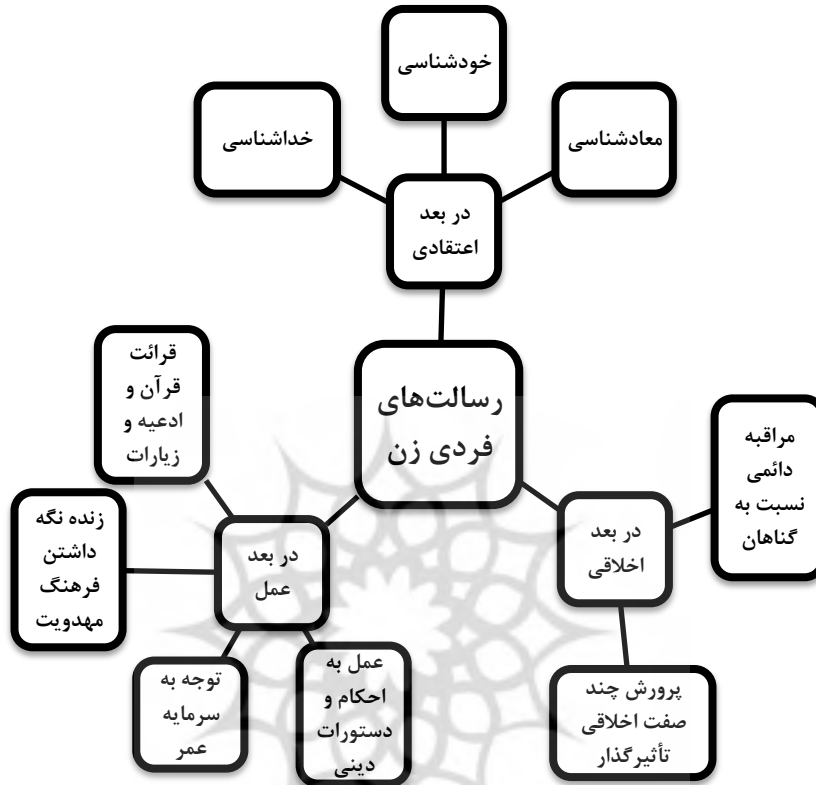 خودشناسی
معادشناسی
خداشناسی
در بعد
اعتقادی
رسالت‌های
فردی زن
مراقبه
دائمی
نسبت به
گناهان
در بعد
اخلاقی
پرورش چند
صفت اخلاقی
تأثیرگذار
قرائت
قرآن و
ادعیه و
زیارات
زنده نگه
داشتن
فرهنگ
مهدویت
در بعد
عمل
توجه به
سرمایه
عمر
عمل به
احکام و
دستورات
دینی